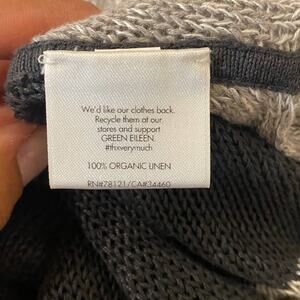 We'd like our clothes back.
Recycle them at our
stores and support
GREEN EILEEN.
#thxverymuch
100% ORGANIC LINEN
RN#78121/CA#34460